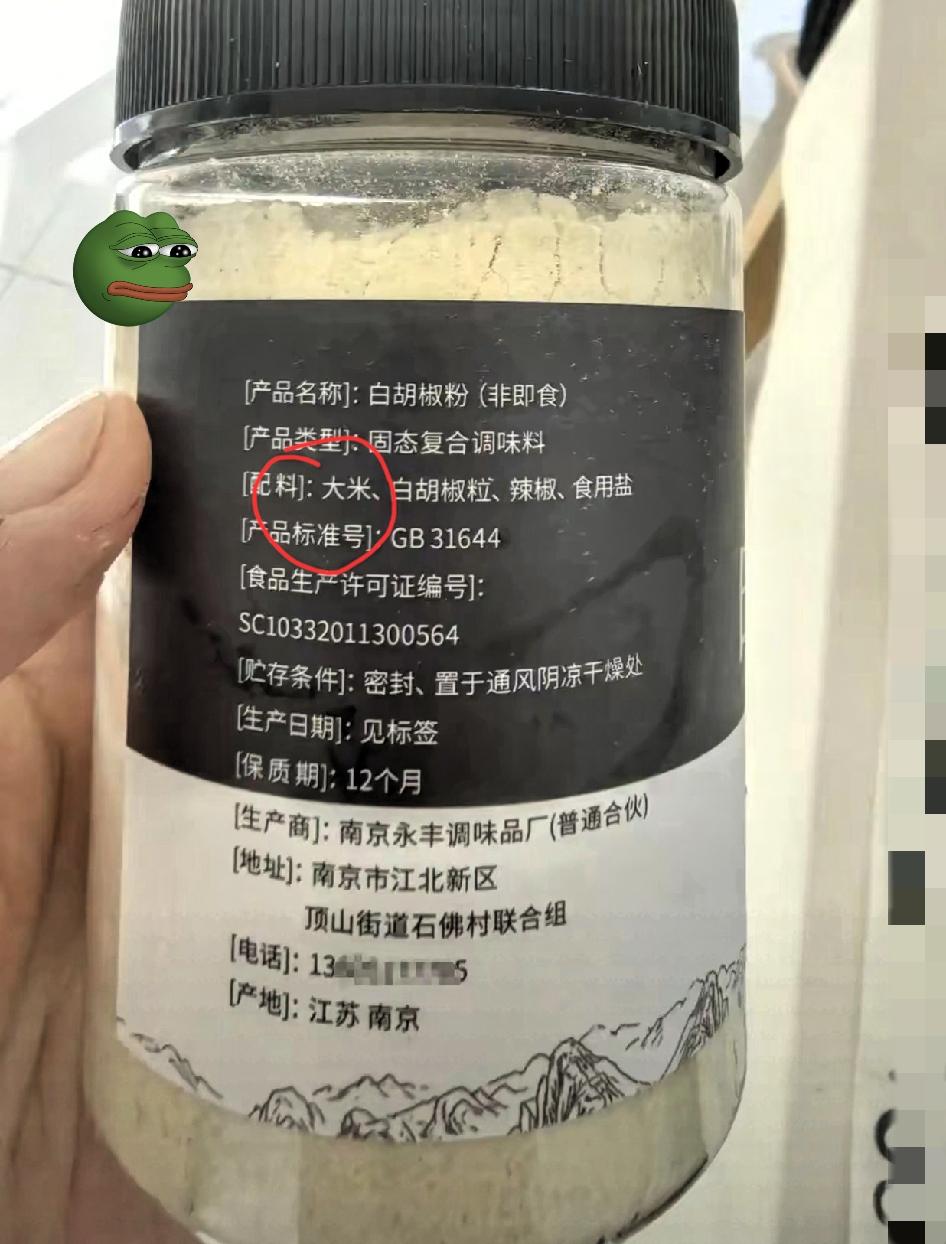 [产品名称]：白胡椒粉（非即食）
[产品类型]：固态复合调味料
[配料]：大米、白胡椒粒、辣椒、食用盐
[产品标准号]：GB 31644
[食品生产许可证编号]：
SC10332011300564
[贮存条件]：密封、置于通风阴凉干燥处
[生产日期]：见标签
[保质期]：12个月
[生产商]：南京永丰调味品厂(普通合伙)
[地址]：南京市江北新区
顶山街道石佛村联合组
[电话]：13
5
[产地]：江苏 南京